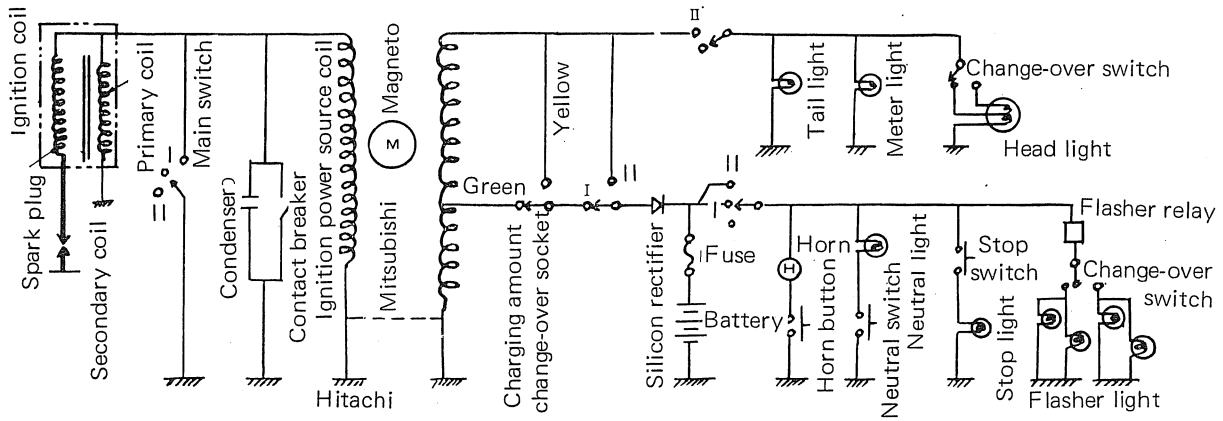 Ignition coil
Primary coil
Main switch
I
II
Spark plug
Secondary coil
Condenser
Contact breaker
Ignition power source coil
Magneto
M
Mitsubishi
Hitachi
Yellow
Green
I
II
Charging amount
change-over socket
Silicon rectifier
II
Tail light
Meter light
Change-over switch
Head light
II
I
Fuse
Battery
Horn
H
Horn button
Neutral light
Neutral switch
Stop
switch
Stop light
Flasher relay
Change-over
switch
Flasher light